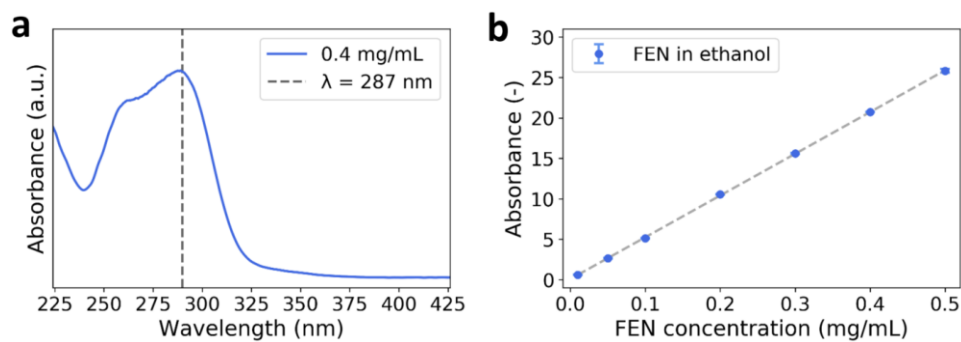 a
Absorbance (a.u.)
0.4 mg/mL
λ = 287 nm
225 250 275 300 325 350 375 400 425
Wavelength (nm)
b
Absorbance (-)
30
25
20
15
10
5
0
FEN in ethanol
0.0 0.1 0.2 0.3 0.4 0.5
FEN concentration (mg/mL)